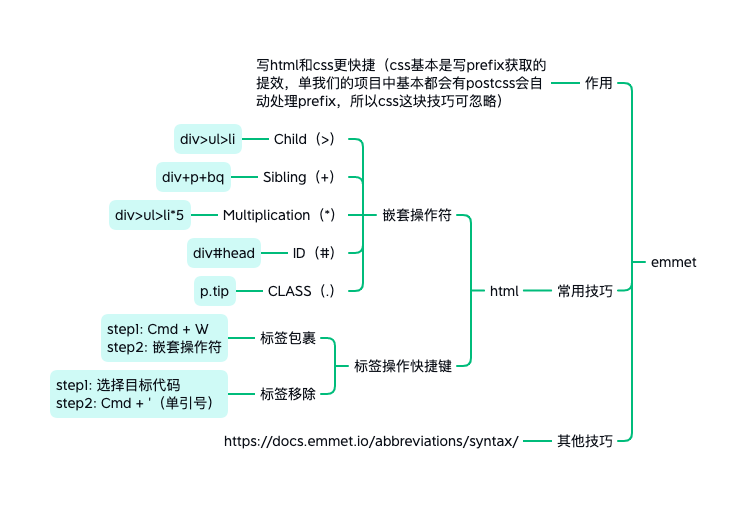 写html和css更快捷（css基本是写prefix获取的
提效，单我们的项目中基本都会有postcss会自
动处理prefix，所以css这块技巧可忽略）
作用
div>ul>li
Child（>）
div+p+bq
Sibling（+）
div>ul>li*5
Multiplication（*）
嵌套操作符
div#head
ID（#）
emmet
p.tip
CLASS（.）
html
常用技巧
step1: Cmd + W
step2: 嵌套操作符
标签包裹
标签操作快捷键
step1: 选择目标代码
step2: Cmd + '（单引号）
标签移除
https://docs.emmet.io/abbreviations/syntax/
其他技巧